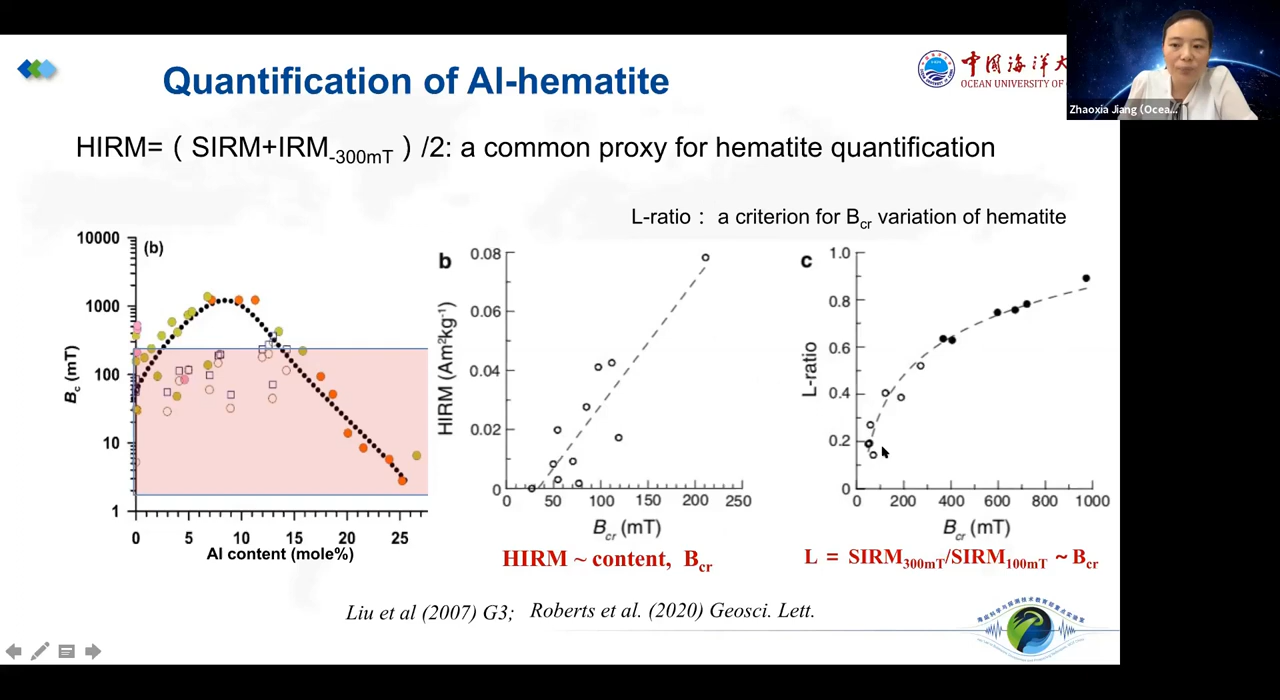 Quantification of Al-hematite
中国海洋大
OCEAN UNIVERSITY OF
Zhaoxia Jiang (Ocea...
HIRM=（SIRM+IRM-300mT）/2: a common proxy for hematite quantification
L-ratio： a criterion for Bcr variation of hematite
(b)
10000
1000
100
10
1
Bc (mT)
0 5 10 15 20 25
Al content (mole%)
b
0.08
0.06
0.04
0.02
0
HIRM (Am²kg⁻¹)
0 50 100 150 200 250
Bcr (mT)
HIRM ~ content, Bcr
c
1.0
0.8
0.6
0.4
0.2
0
L-ratio
0 200 400 600 800 1000
Bcr (mT)
L = SIRM300mT/SIRM100mT ~ Bcr
Liu et al (2007) G3; Roberts et al. (2020) Geosci. Lett.